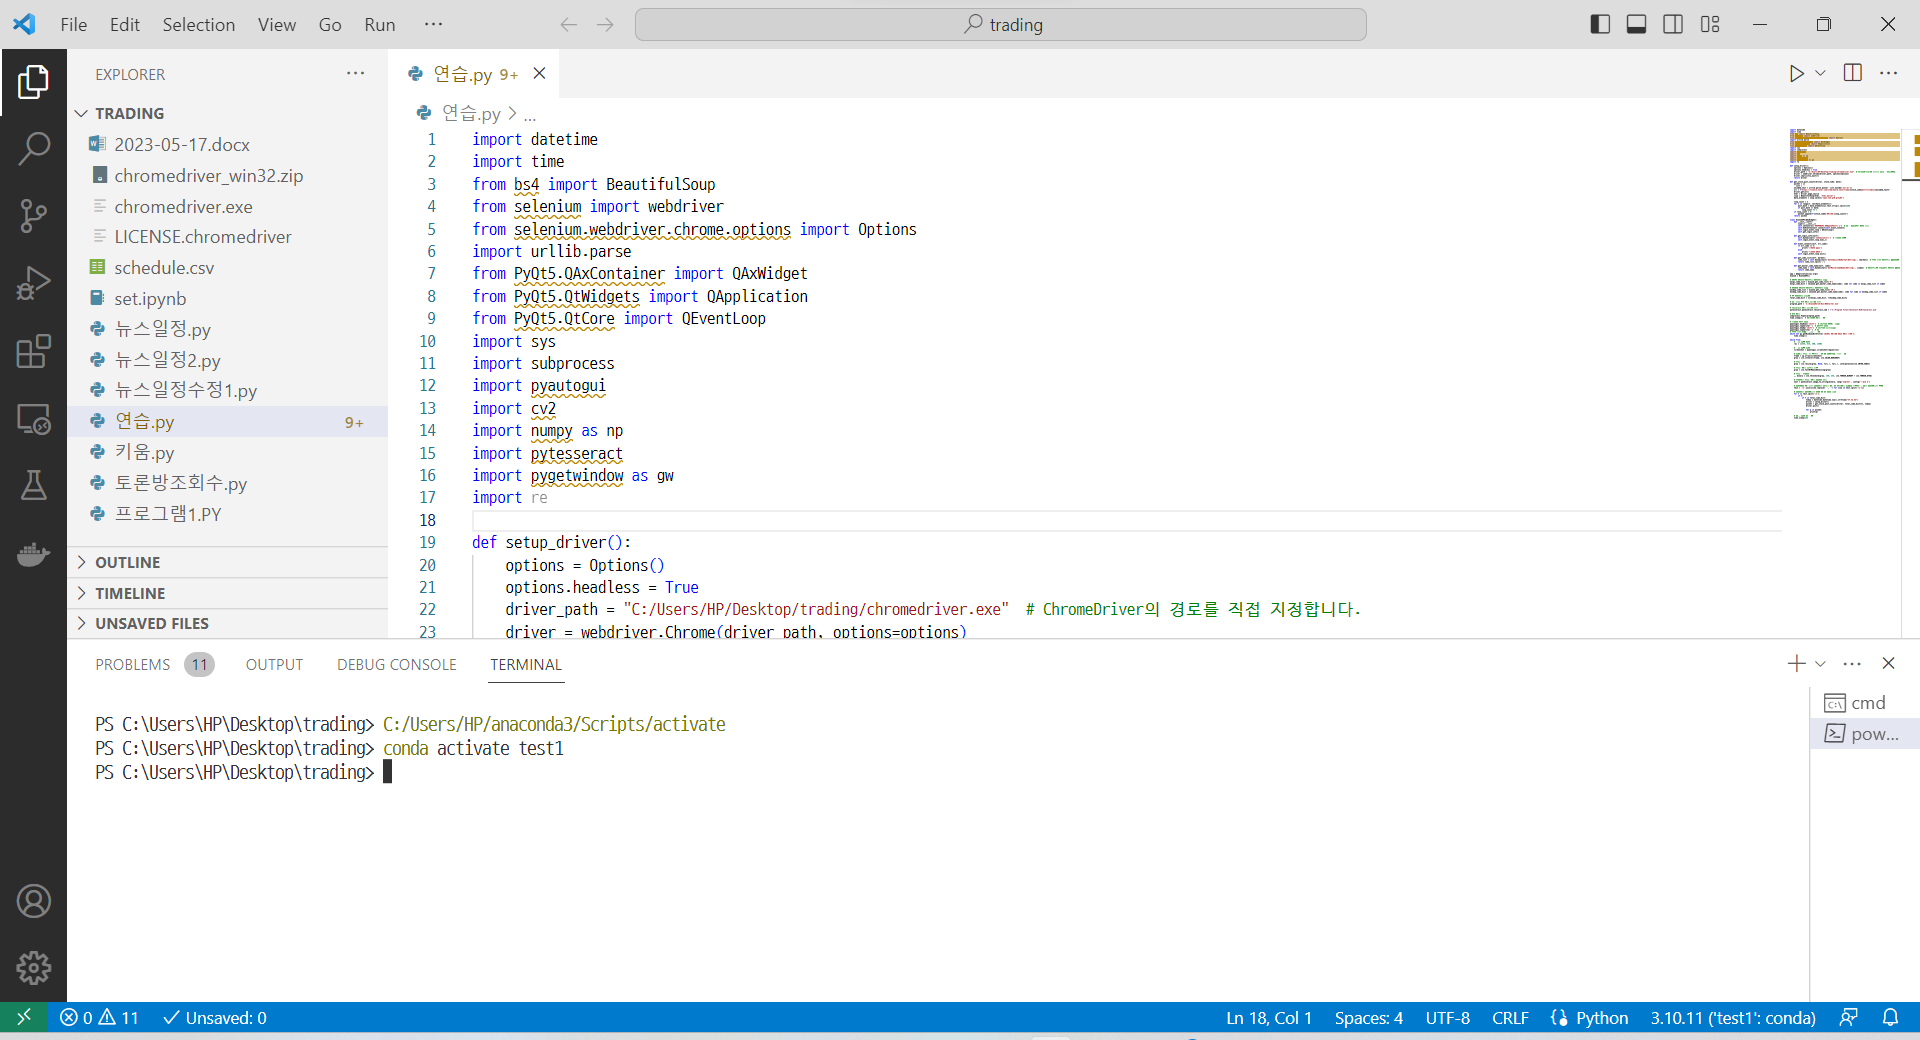 File Edit Selection View Go Run ···
trading
EXPLORER
TRADING
2023-05-17.docx
chromedriver_win32.zip
chromedriver.exe
LICENSE.chromedriver
schedule.csv
set.ipynb
뉴스일정.py
뉴스일정2.py
뉴스일정수정1.py
연습.py 9+
키움.py
토론방조회수.py
프로그램1.PY
OUTLINE
TIMELINE
UNSAVED FILES
연습.py 9+
연습.py > ...
1 import datetime
2 import time
3 from bs4 import BeautifulSoup
4 from selenium import webdriver
5 from selenium.webdriver.chrome.options import Options
6 import urllib.parse
7 from PyQt5.QAxContainer import QAxWidget
8 from PyQt5.QtWidgets import QApplication
9 from PyQt5.QtCore import QEventLoop
10 import sys
11 import subprocess
12 import pyautogui
13 import cv2
14 import numpy as np
15 import pytesseract
16 import pygetwindow as gw
17 import re
18
19 def setup_driver():
20 options = Options()
21 options.headless = True
22 driver_path = "C:/Users/HP/Desktop/trading/chromedriver.exe" # ChromeDriver의 경로를 직접 지정합니다.
23 driver = webdriver.Chrome(driver_path, options=options)
PROBLEMS 11 OUTPUT DEBUG CONSOLE TERMINAL
PS C:\Users\HP\Desktop\trading> C:/Users/HP/anaconda3/Scripts/activate
PS C:\Users\HP\Desktop\trading> conda activate test1
PS C:\Users\HP\Desktop\trading>
cmd
pow...
0 11 Unsaved: 0 Ln 18, Col 1 Spaces: 4 UTF-8 CRLF Python 3.10.11 ('test1': conda)